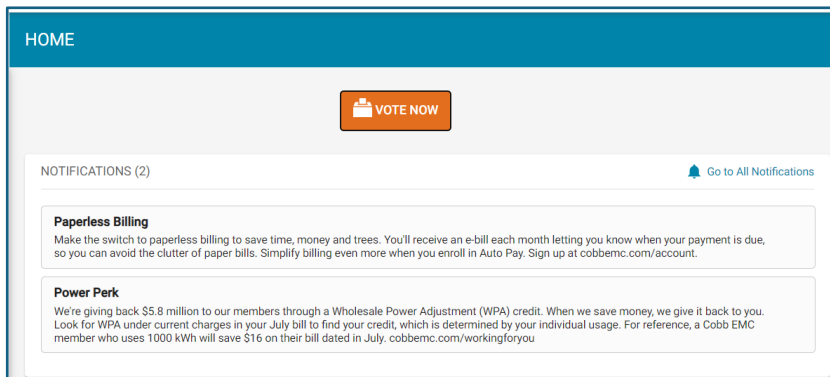 HOME
VOTE NOW
NOTIFICATIONS (2)
Go to All Notifications
Paperless Billing
Make the switch to paperless billing to save time, money and trees. You'll receive an e-bill each month letting you know when your payment is due,
so you can avoid the clutter of paper bills. Simplify billing even more when you enroll in Auto Pay. Sign up at cobbemc.com/account.
Power Perk
We're giving back $5.8 million to our members through a Wholesale Power Adjustment (WPA) credit. When we save money, we give it back to you.
Look for WPA under current charges in your July bill to find your credit, which is determined by your individual usage. For reference, a Cobb EMC
member who uses 1000 kWh will save $16 on their bill dated in July. cobbemc.com/workingforyou